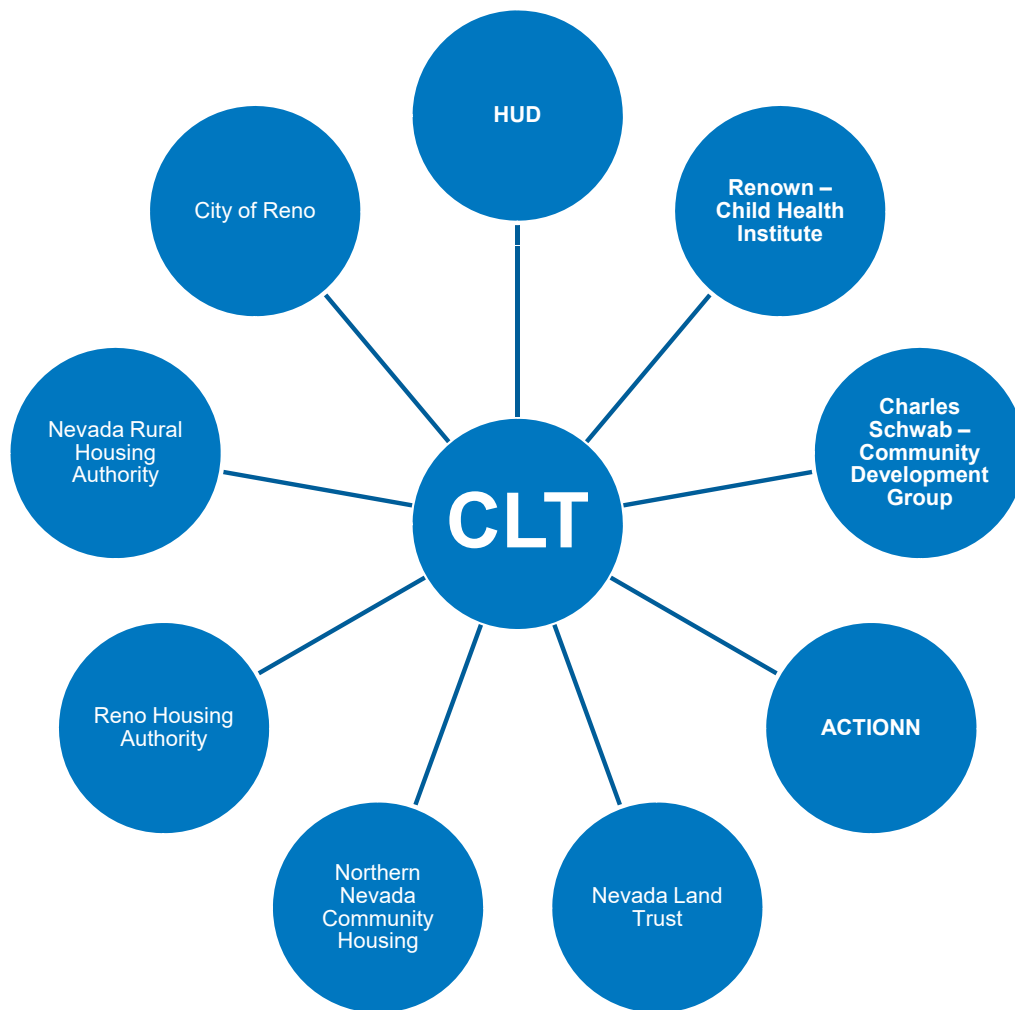 HUD
Renown –
Child Health
Institute
Charles
Schwab –
Community
Development
Group
ACTIONN
Nevada Land
Trust
Northern
Nevada
Community
Housing
Reno Housing
Authority
Nevada Rural
Housing
Authority
City of Reno
CLT